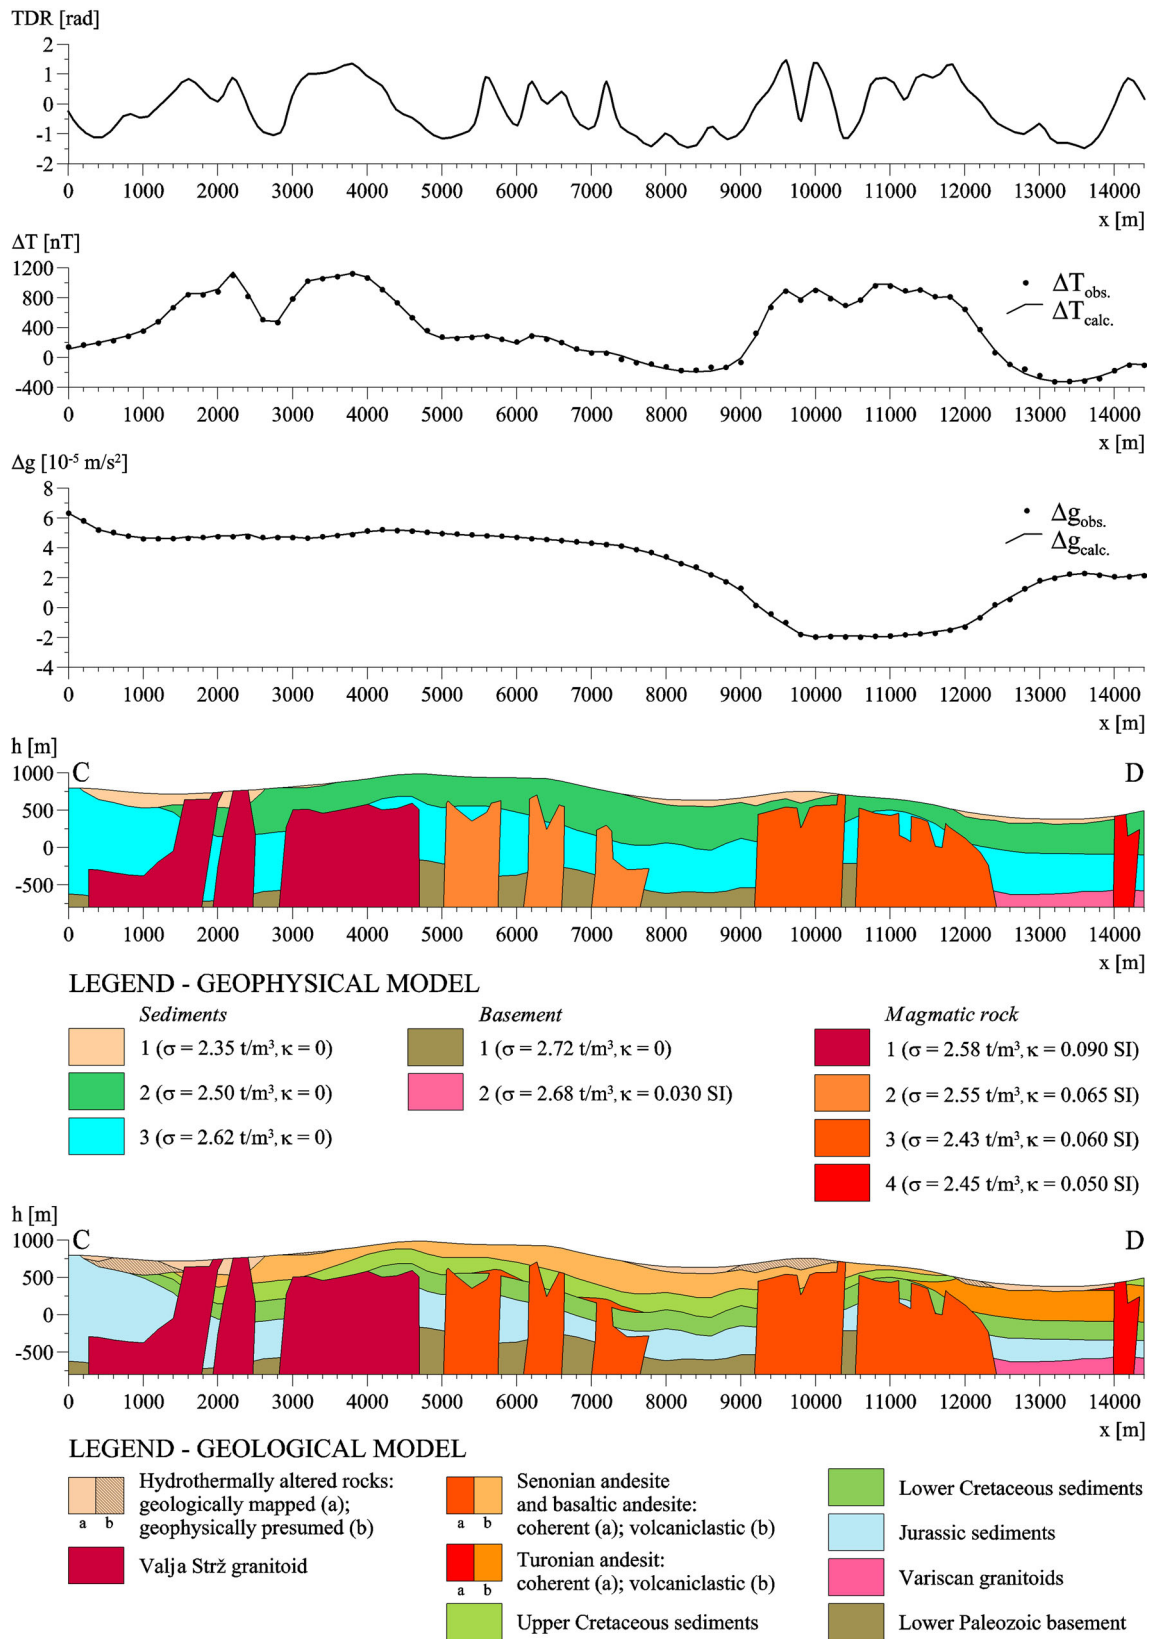 TDR [rad]
2
1
0
-1
-2
0 1000 2000 3000 4000 5000 6000 7000 8000 9000 10000 11000 12000 13000 14000
x [m]
ΔT [nT]
1200
800
400
0
-400
ΔTobs.
ΔTcalc.
0 1000 2000 3000 4000 5000 6000 7000 8000 9000 10000 11000 12000 13000 14000
x [m]
Δg [10⁻⁵ m/s²]
8
6
4
2
0
-2
-4
Δgobs.
Δgcalc.
0 1000 2000 3000 4000 5000 6000 7000 8000 9000 10000 11000 12000 13000 14000
x [m]
h [m]
C D
1000
500
0
-500
0 1000 2000 3000 4000 5000 6000 7000 8000 9000 10000 11000 12000 13000 14000
x [m]
LEGEND - GEOPHYSICAL MODEL
Sediments
1 (σ = 2.35 t/m³, κ = 0)
2 (σ = 2.50 t/m³, κ = 0)
3 (σ = 2.62 t/m³, κ = 0)
Basement
1 (σ = 2.72 t/m³, κ = 0)
2 (σ = 2.68 t/m³, κ = 0.030 SI)
Magmatic rock
1 (σ = 2.58 t/m³, κ = 0.090 SI)
2 (σ = 2.55 t/m³, κ = 0.065 SI)
3 (σ = 2.43 t/m³, κ = 0.060 SI)
4 (σ = 2.45 t/m³, κ = 0.050 SI)
h [m]
C D
1000
500
0
-500
0 1000 2000 3000 4000 5000 6000 7000 8000 9000 10000 11000 12000 13000 14000
x [m]
LEGEND - GEOLOGICAL MODEL
Hydrothermally altered rocks:
geologically mapped (a);
geophysically presumed (b)
a b
Valja Strž granitoid
Senonian andesite
and basaltic andesite:
coherent (a); volcaniclastic (b)
a b
Turonian andesit:
coherent (a); volcaniclastic (b)
a b
Upper Cretaceous sediments
Lower Cretaceous sediments
Jurassic sediments
Variscan granitoids
Lower Paleozoic basement